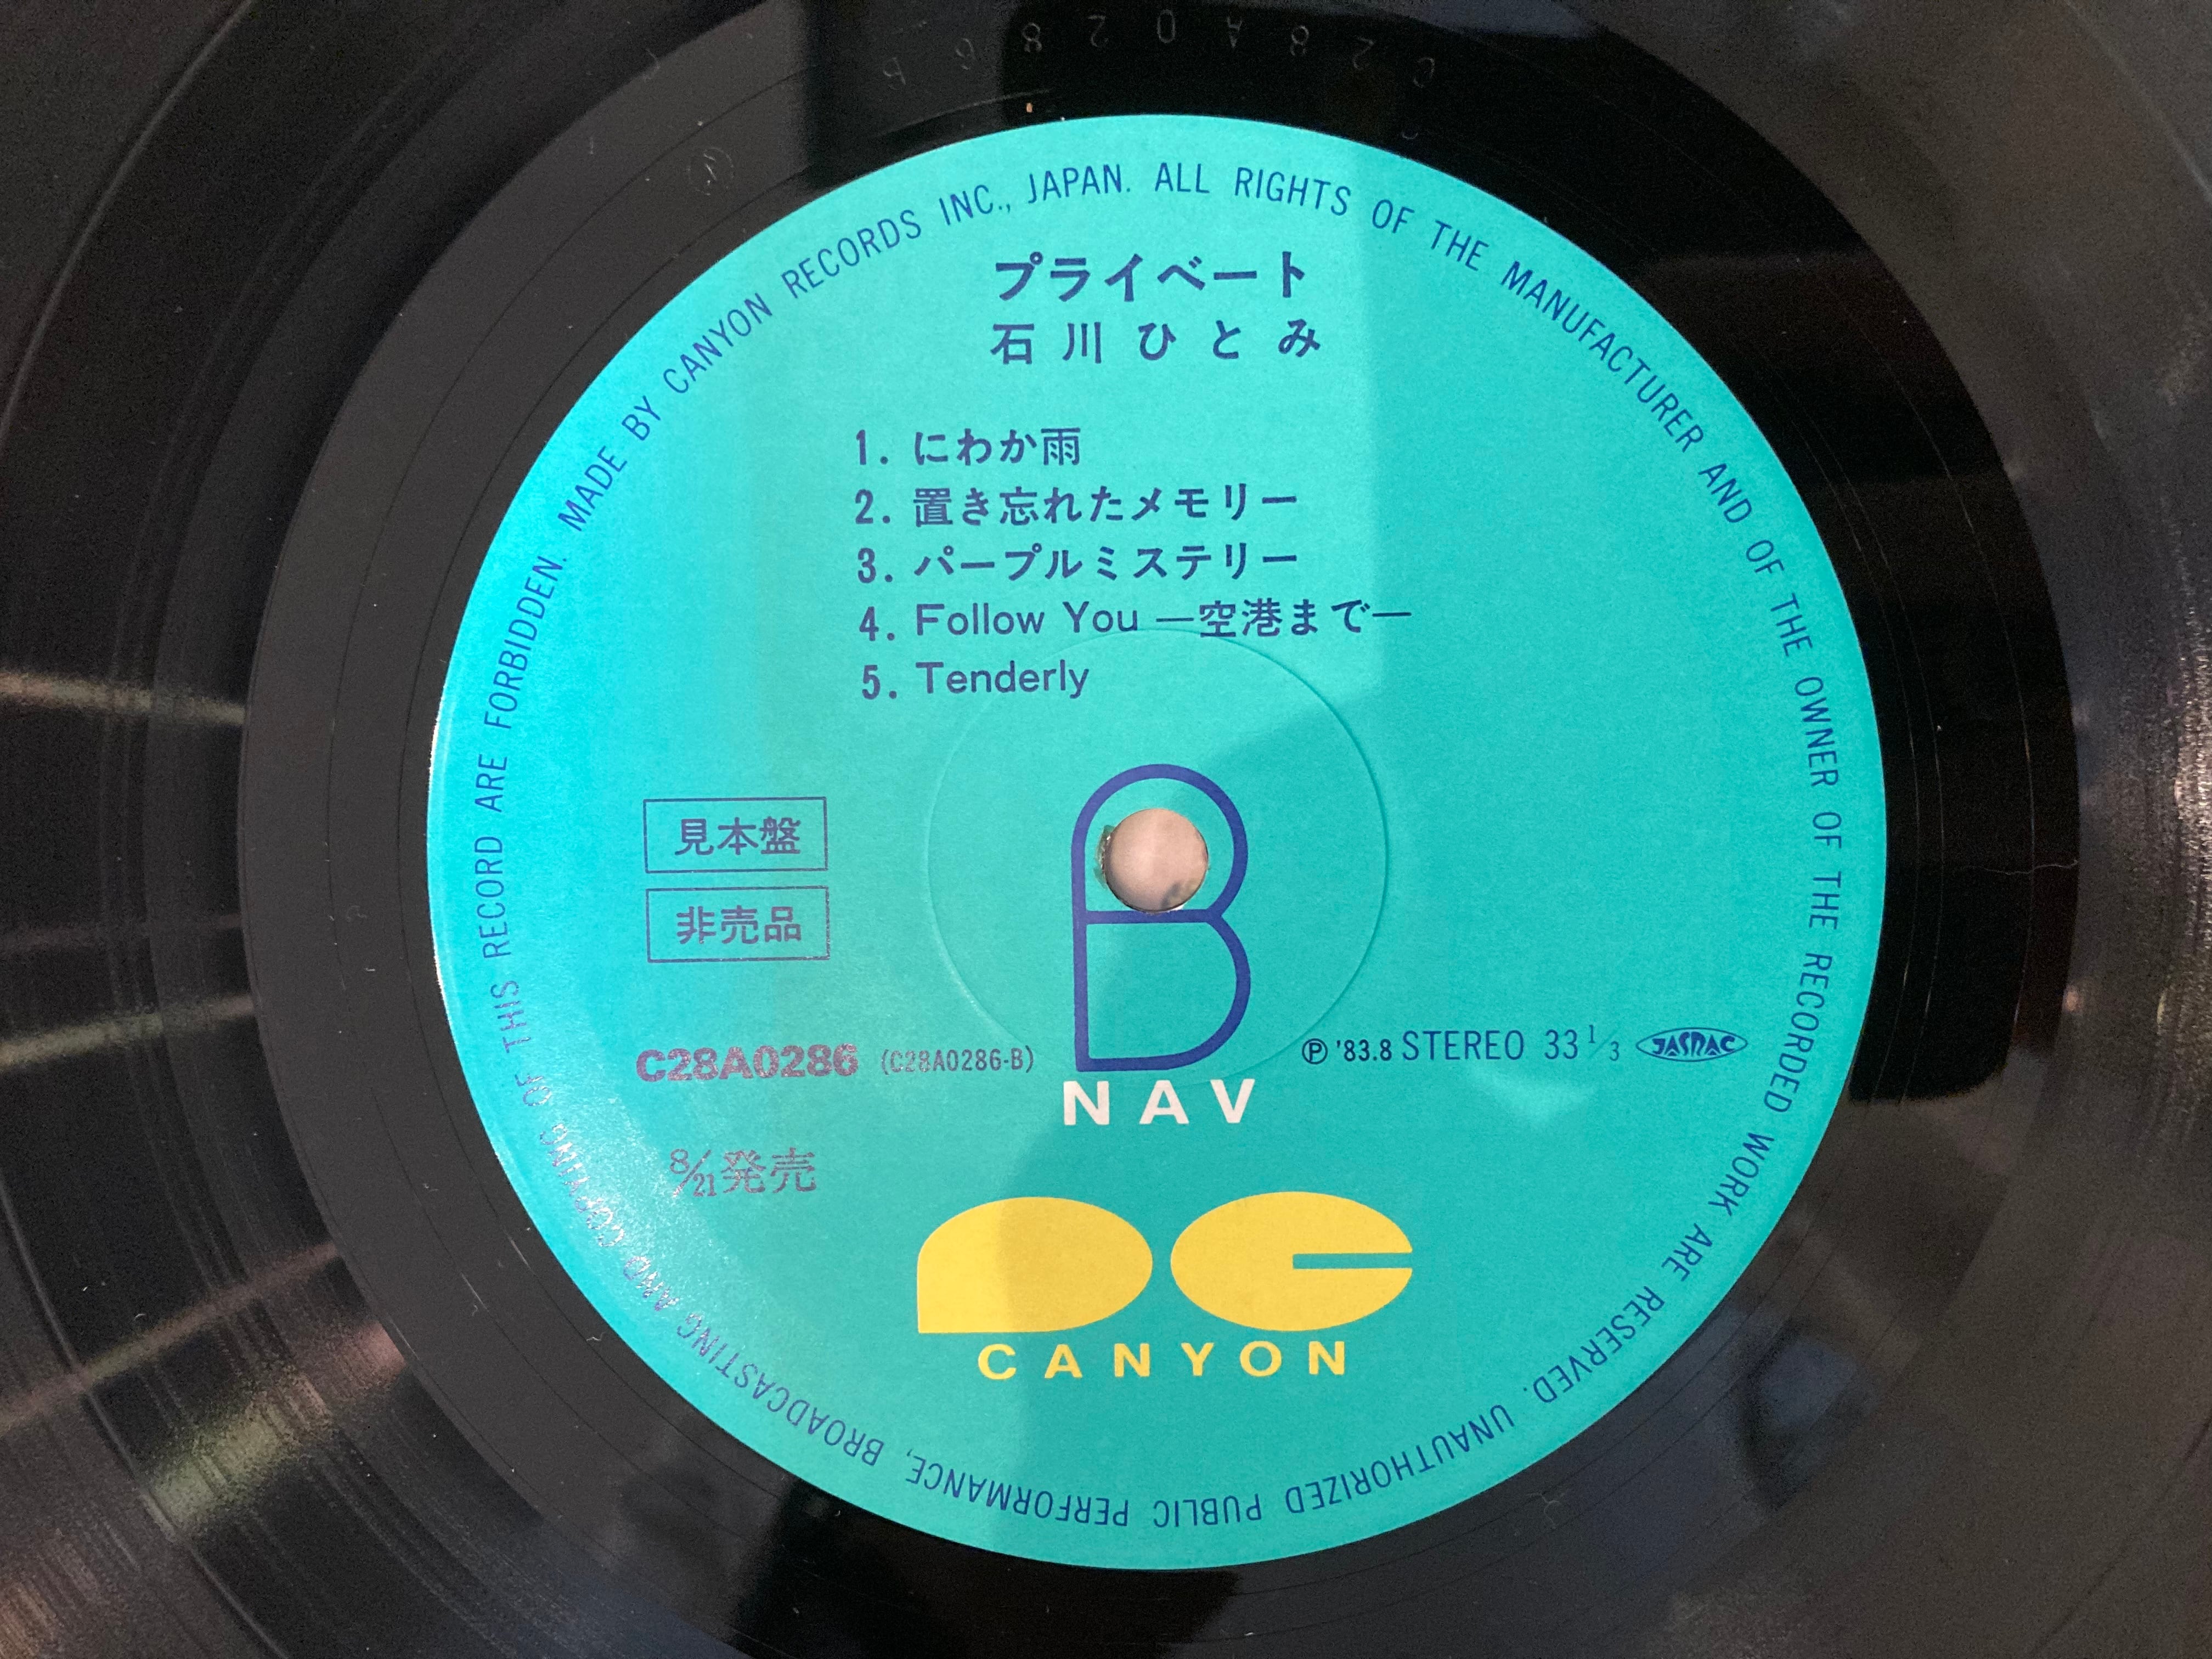 C28A0286
MADE BY CANYON RECORDS INC., JAPAN. ALL RIGHTS OF THE MANUFACTURER AND OF THE OWNER OF THE RECORDED WORK ARE RESERVED. UNAUTHORIZED PUBLIC PERFORMANCE, BROADCASTING AND COPYING OF THIS RECORD ARE FORBIDDEN.
プライベート
石川ひとみ
1. にわか雨
2. 置き忘れたメモリー
3. パープルミステリー
4. Follow You —空港まで—
5. Tenderly
見本盤
非売品
B
C28A0286 (C28A0286-B)
Ⓟ '83.8 STEREO 33 1/3 JASRAC
NAV
8/21発売
PC
CANYON